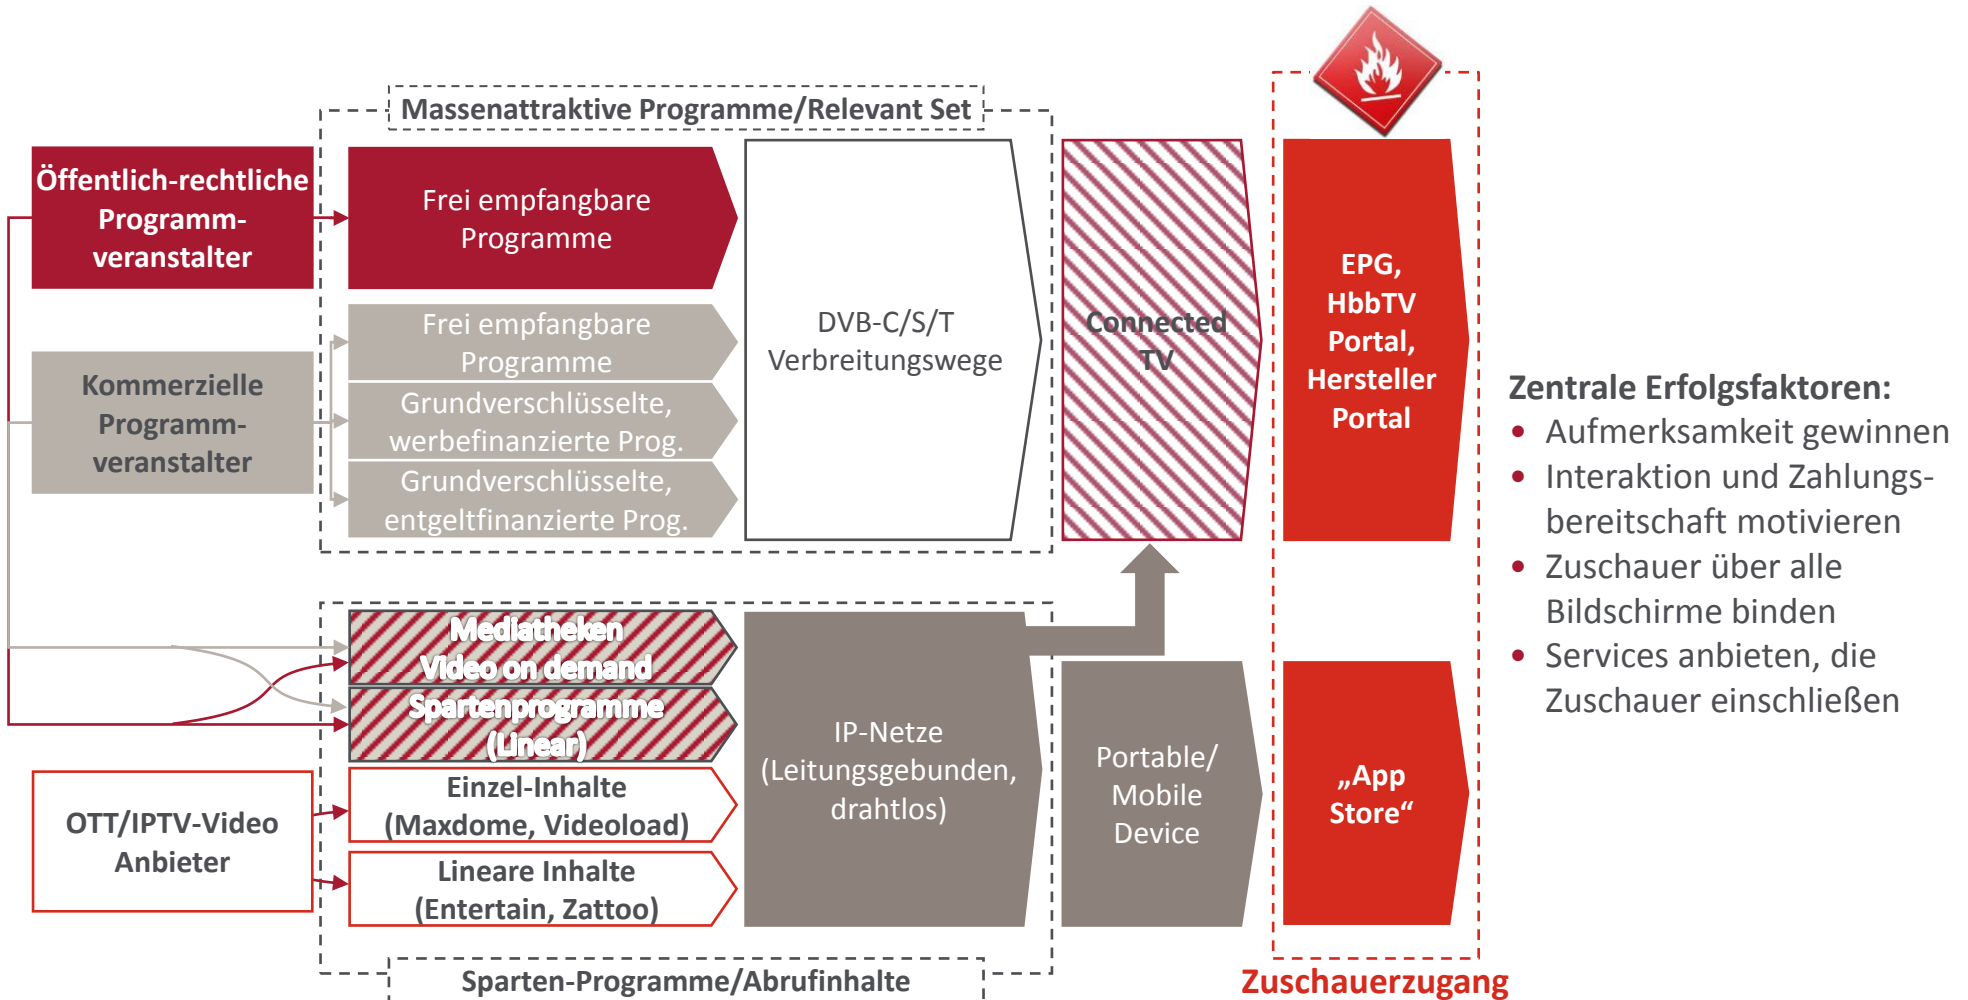 Massenattraktive Programme/Relevant Set
Öffentlich-rechtliche
Programm-
veranstalter
Frei empfangbare
Programme
Kommerzielle
Programm-
veranstalter
Frei empfangbare
Programme
Grundverschlüsselte,
werbefinanzierte Prog.
Grundverschlüsselte,
entgeltfinanzierte Prog.
DVB-C/S/T
Verbreitungswege
Connected
TV
EPG,
HbbTV
Portal,
Hersteller
Portal
Mediatheken
Video on demand
Spartenprogramme
(Linear)
OTT/IPTV-Video
Anbieter
Einzel-Inhalte
(Maxdome, Videoload)
Lineare Inhalte
(Entertain, Zattoo)
IP-Netze
(Leitungsgebunden,
drahtlos)
Portable/
Mobile
Device
„App
Store“
Sparten-Programme/Abrufinhalte
Zuschauerzugang
Zentrale Erfolgsfaktoren:
• Aufmerksamkeit gewinnen
• Interaktion und Zahlungs-
bereitschaft motivieren
• Zuschauer über alle
Bildschirme binden
• Services anbieten, die
Zuschauer einschließen